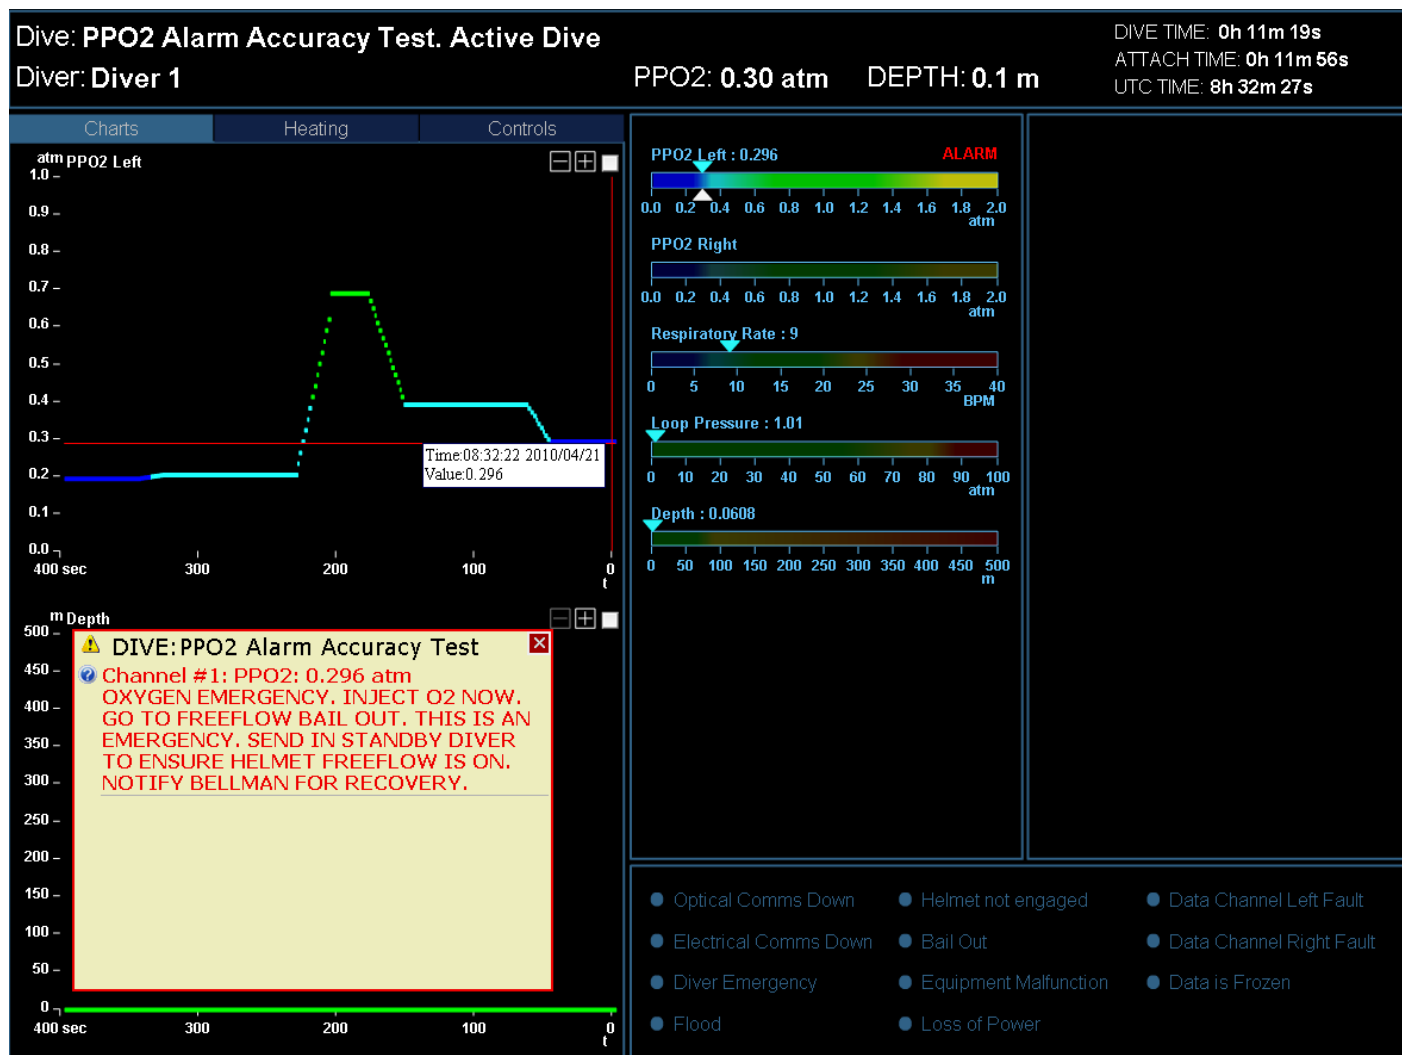 Dive: PPO2 Alarm Accuracy Test. Active Dive
Diver: Diver 1
PPO2: 0.30 atm
DEPTH: 0.1 m
DIVE TIME: 0h 11m 19s
ATTACH TIME: 0h 11m 56s
UTC TIME: 8h 32m 27s
Charts
Heating
Controls
atm PPO2 Left
1.0
0.9
0.8
0.7
0.6
0.5
0.4
0.3
0.2
0.1
0.0
400 sec 300 200 100 0
t
Time:08:32:22 2010/04/21
Value:0.296
m Depth
500
450
400
350
300
250
200
150
100
50
0
400 sec 300 200 100 0
t
DIVE:PPO2 Alarm Accuracy Test
Channel #1: PPO2: 0.296 atm
OXYGEN EMERGENCY. INJECT O2 NOW.
GO TO FREEFLOW BAIL OUT. THIS IS AN
EMERGENCY. SEND IN STANDBY DIVER
TO ENSURE HELMET FREEFLOW IS ON.
NOTIFY BELLMAN FOR RECOVERY.
PPO2 Left : 0.296 ALARM
0.0 0.2 0.4 0.6 0.8 1.0 1.2 1.4 1.6 1.8 2.0
atm
PPO2 Right
0.0 0.2 0.4 0.6 0.8 1.0 1.2 1.4 1.6 1.8 2.0
atm
Respiratory Rate : 9
0 5 10 15 20 25 30 35 40
BPM
Loop Pressure : 1.01
0 10 20 30 40 50 60 70 80 90 100
atm
Depth : 0.0608
0 50 100 150 200 250 300 350 400 450 500
m
Optical Comms Down
Electrical Comms Down
Diver Emergency
Flood
Helmet not engaged
Bail Out
Equipment Malfunction
Loss of Power
Data Channel Left Fault
Data Channel Right Fault
Data is Frozen